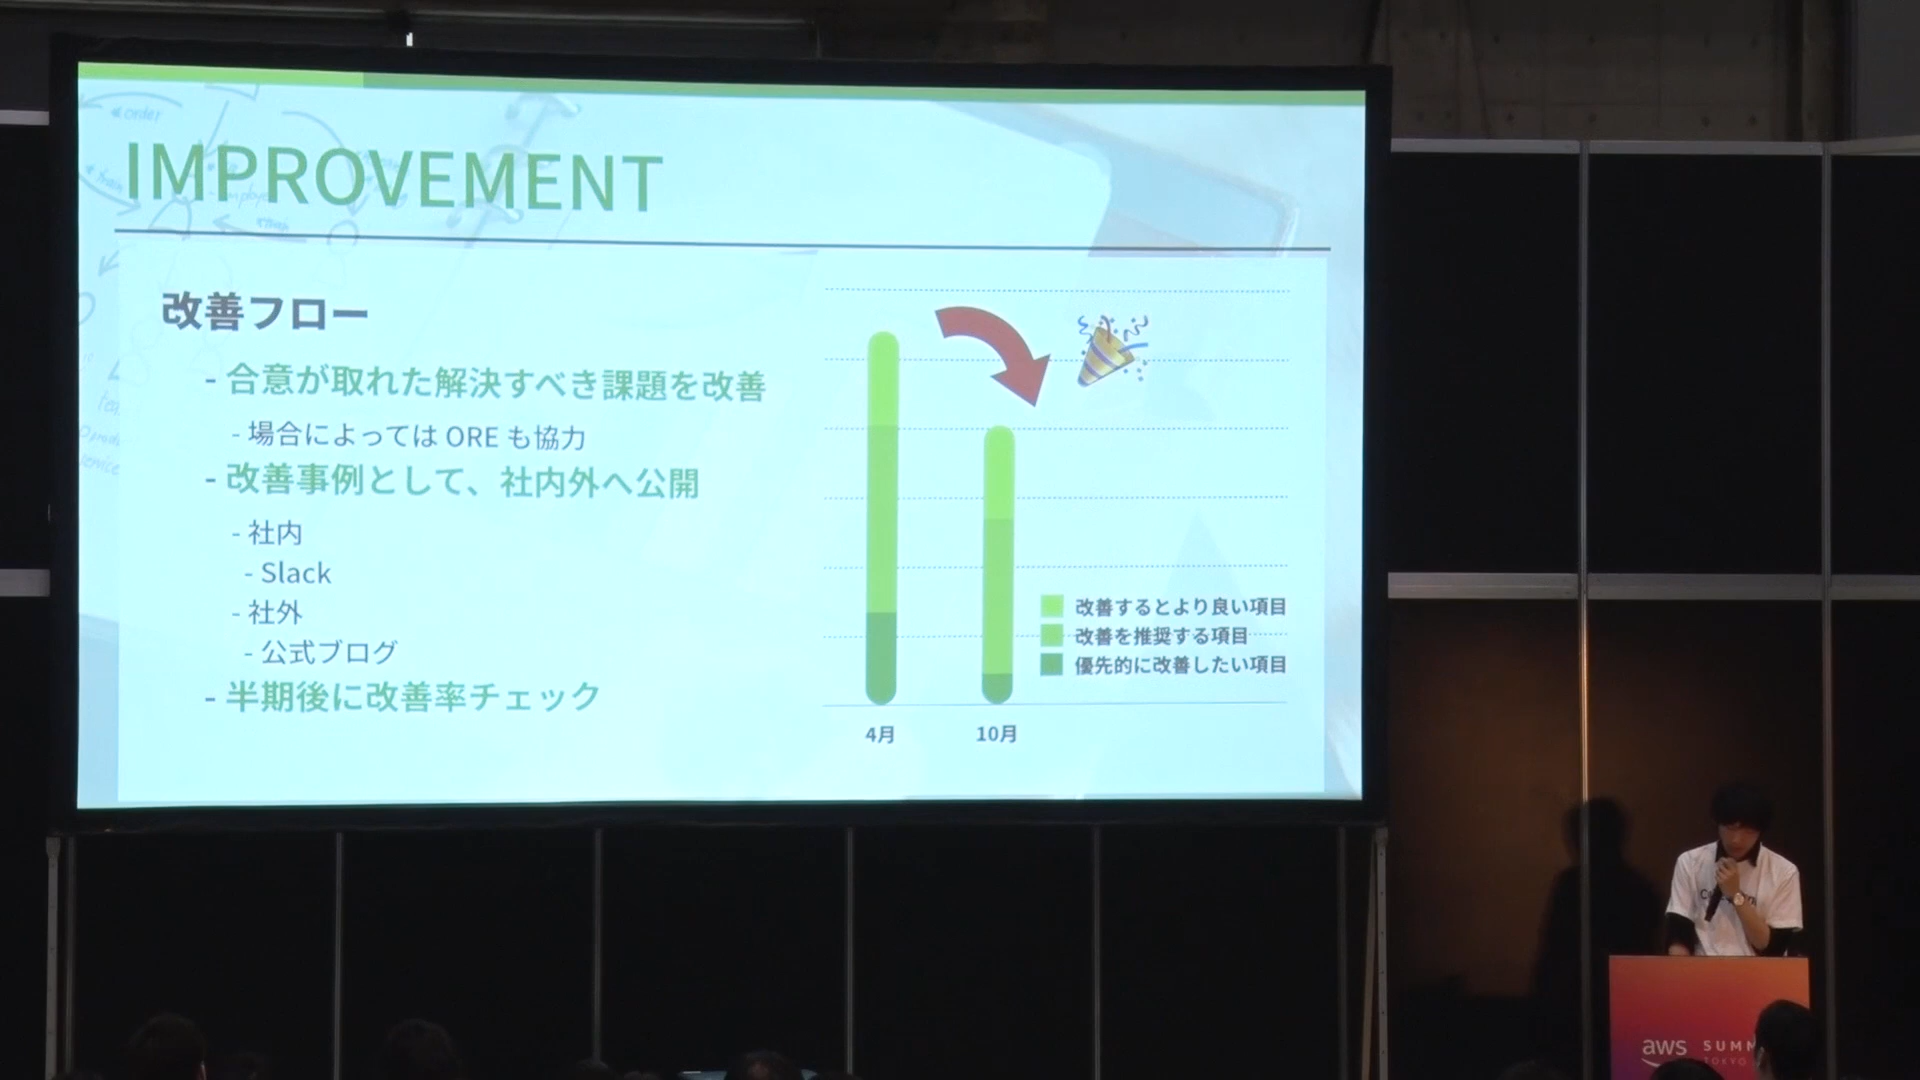 IMPROVEMENT
改善フロー
- 合意が取れた解決すべき課題を改善
- 場合によっては ORE も協力
- 改善事例として、社内外へ公開
- 社内
- Slack
- 社外
- 公式ブログ
- 半期後に改善率チェック
改善するとより良い項目
改善を推奨する項目
優先的に改善したい項目
4月
10月
order
aws SUMM
TOKYO